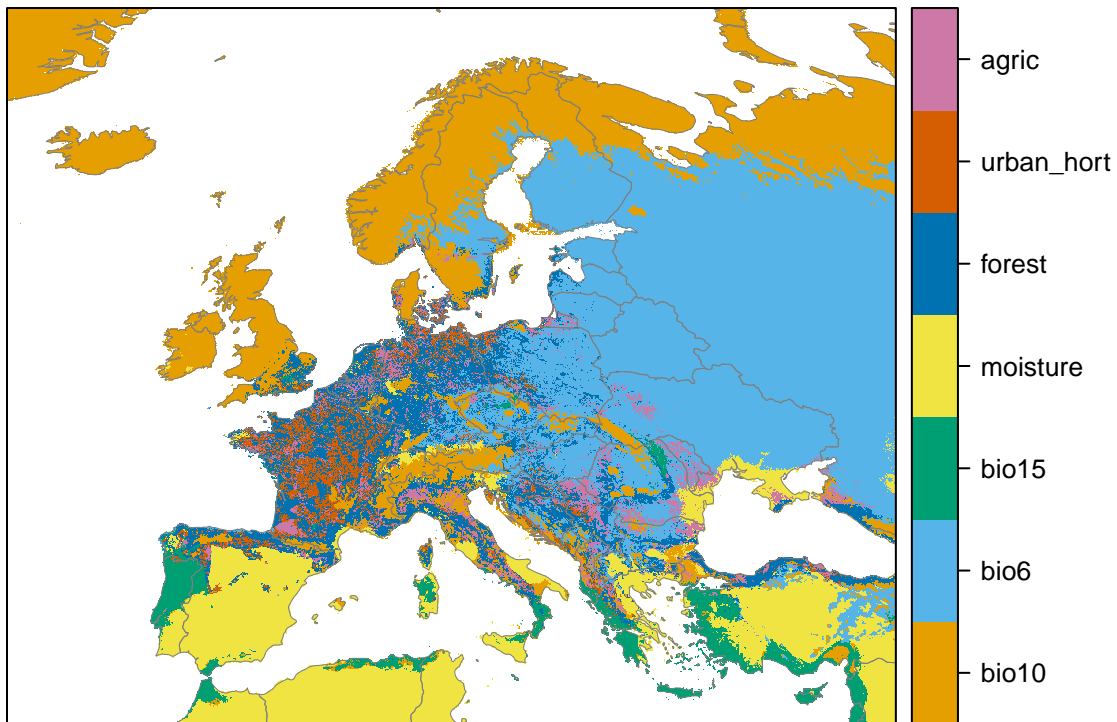 agric
urban_hort
forest
moisture
bio15
bio6
bio10